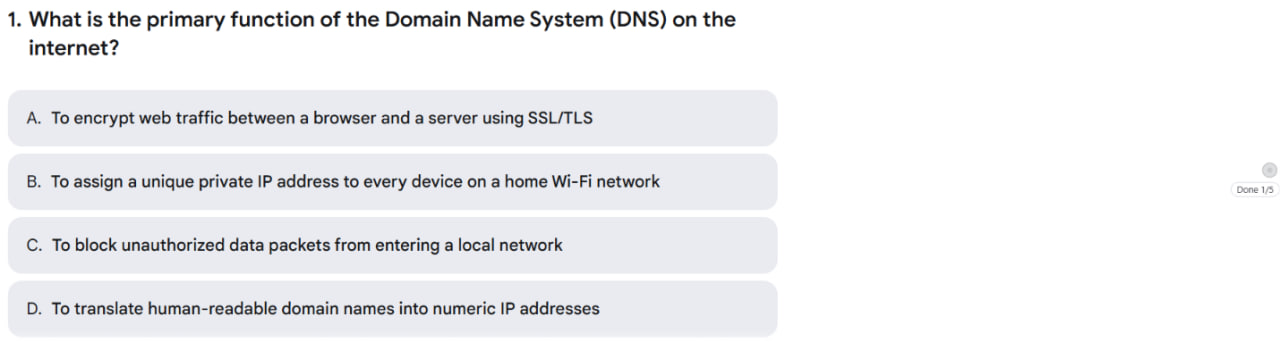 1. What is the primary function of the Domain Name System (DNS) on the
internet?
A. To encrypt web traffic between a browser and a server using SSL/TLS
B. To assign a unique private IP address to every device on a home Wi-Fi network
Done 1/5
C. To block unauthorized data packets from entering a local network
D. To translate human-readable domain names into numeric IP addresses